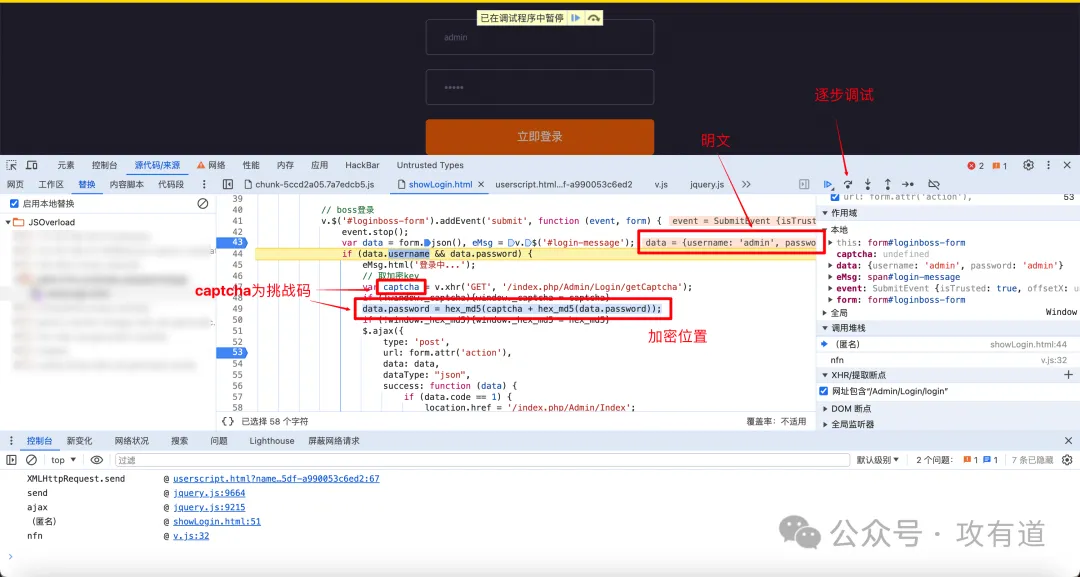 已在调试程序中暂停
admin
•••••
立即登录
逐步调试
明文
元素 控制台 源代码/来源 网络 性能 内存 应用 HackBar Untrusted Types 2 1
网页 工作区 替换 内容脚本 代码段 chunk-5ccd2a05.7a7edcb5.js showLogin.html userscript.html…f-a990053c6ed2 v.js jquery.js
启用本地替换
JSOverload
39
40 // boss登录
41 v.$('#loginboss-form').addEvent('submit', function (event, form) { event = SubmitEvent {isTrust
42 event.stop();
43 var data = form.json(), eMsg = v.$('#login-message'); data = {username: 'admin', passwo
44 if (data.username && data.password) {
45 eMsg.html('登录中...');
46 // 取加密key
47 var captcha = v.xhr('GET', '/index.php/Admin/Login/getCaptcha');
48 if (!window._captcha){window._captcha = captcha
49 data.password = hex_md5(captcha + hex_md5(data.password));
50 if (!window._hex_md5){window._hex_md5 = hex_md5
51 $.ajax({
52 type: 'post',
53 url: form.attr('action'),
54 data: data,
55 dataType: "json",
56 success: function (data) {
57 if (data.code == 1) {
58 location.href = '/index.php/Admin/Index';
captcha为挑战码
加密位置
{} 已选择 58 个字符 覆盖率：不适用
url: form.attr('action'), 53
作用域
本地
this: form#loginboss-form
captcha: undefined
data: {username: 'admin', password: 'admin'}
eMsg: span#login-message
event: SubmitEvent {isTrusted: true, offsetX: u
form: form#loginboss-form
全局 Window
调用堆栈
(匿名) showLogin.html:44
nfn v.js:32
XHR/提取断点
网址包含“/Admin/Login/login”
DOM 断点
全局监听器
控制台 新变化 网络状况 搜索 问题 Lighthouse 屏蔽网络请求
top 过滤 默认级别 2 个问题： 1 1 7 条已隐藏
XMLHttpRequest.send @ userscript.html?name…5df-a990053c6ed2:67
send @ jquery.js:9664
ajax @ jquery.js:9215
(匿名) @ showLogin.html:51
nfn @ v.js:32
公众号 · 攻有道